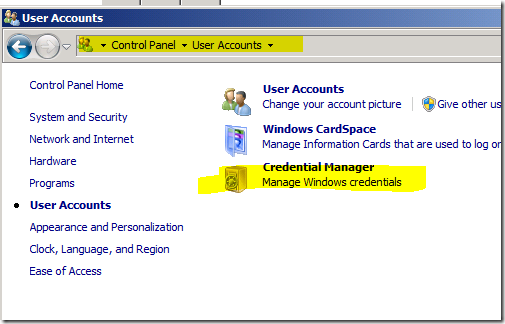 User Accounts
Control Panel User Accounts
Control Panel Home
System and Security
Network and Internet
Hardware
Programs
User Accounts
Appearance and Personalization
Clock, Language, and Region
Ease of Access
User Accounts
Change your account picture Give other us
Windows CardSpace
Manage Information Cards that are used to log on
Credential Manager
Manage Windows credentials